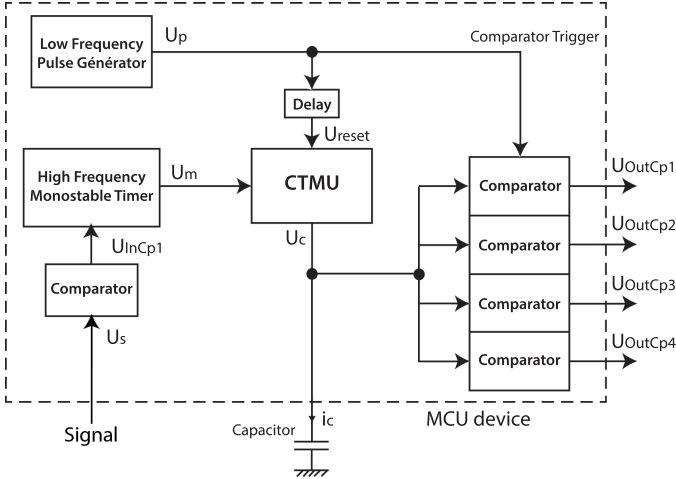 Low Frequency
Pulse Générator
Up
Comparator Trigger
Delay
Ureset
High Frequency
Monostable Timer
Um
CTMU
Comparator
UOutCp1
Uc
Comparator
UOutCp2
UInCp1
Comparator
Comparator
UOutCp3
Us
Comparator
UOutCp4
Signal
Capacitor
ic
MCU device